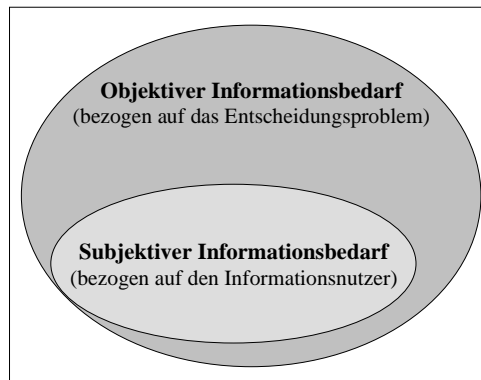 Objektiver Informationsbedarf
(bezogen auf das Entscheidungsproblem)
Subjektiver Informationsbedarf
(bezogen auf den Informationsnutzer)